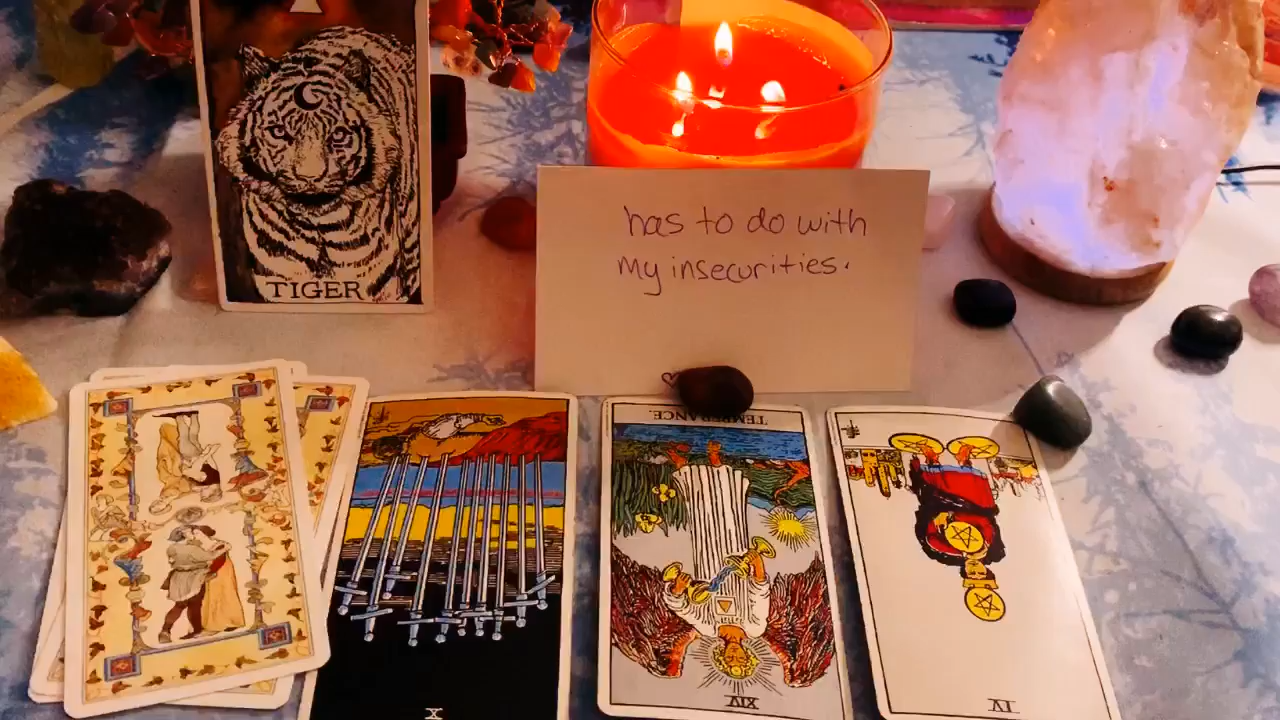 TIGER
has to do with
my insecurities.
TEMPERANCE.
X
XIV
IV